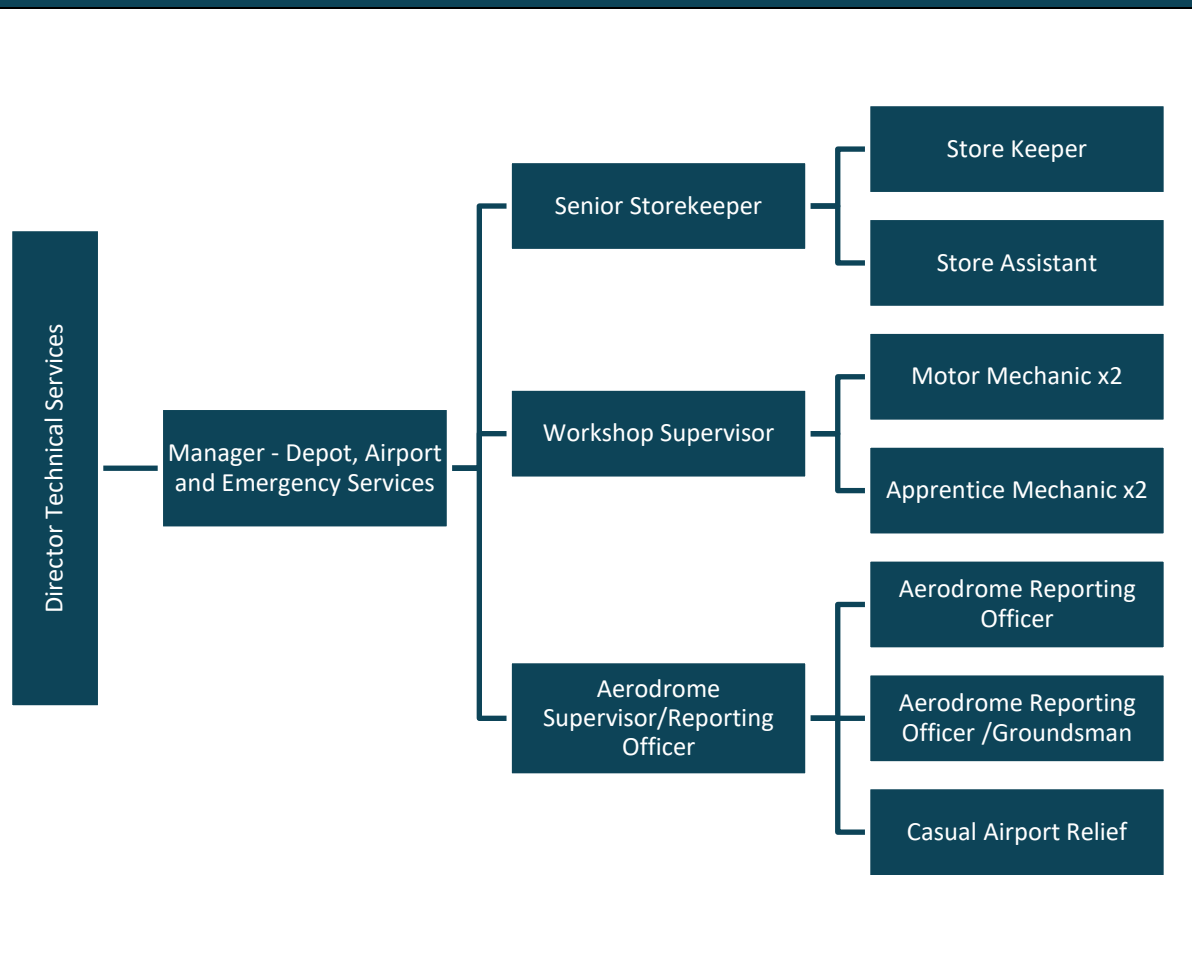 Director Technical Services
Manager - Depot, Airport
and Emergency Services
Senior Storekeeper
Store Keeper
Store Assistant
Workshop Supervisor
Motor Mechanic x2
Apprentice Mechanic x2
Aerodrome
Supervisor/Reporting
Officer
Aerodrome Reporting
Officer
Aerodrome Reporting
Officer /Groundsman
Casual Airport Relief